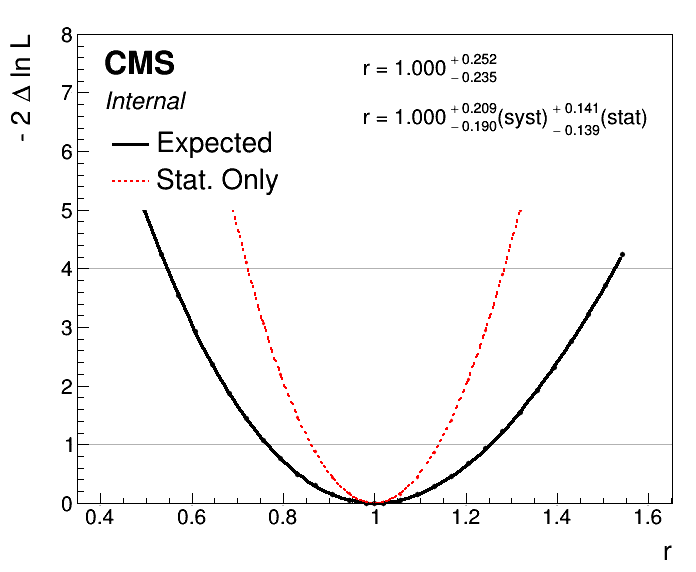 - 2 Δ ln L
8
7
6
5
4
3
2
1
0
CMS
Internal
Expected
Stat. Only
r = 1.000 + 0.252 - 0.235
r = 1.000 + 0.209 - 0.190 (syst) + 0.141 - 0.139 (stat)
0.4 0.6 0.8 1 1.2 1.4 1.6
r